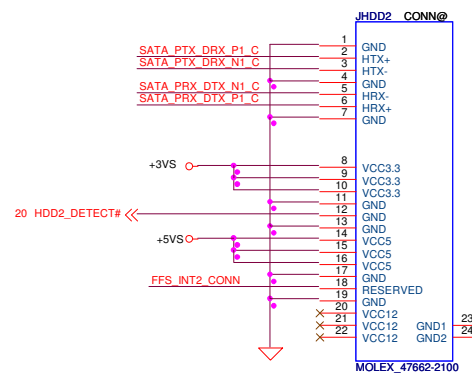 JHDD2 CONN@
1 GND
SATA_PTX_DRX_P1_C 2 HTX+
SATA_PTX_DRX_N1_C 3 HTX-
4 GND
SATA_PRX_DTX_N1_C 5 HRX-
SATA_PRX_DTX_P1_C 6 HRX+
7 GND
+3VS 8 VCC3.3
9 VCC3.3
10 VCC3.3
11 GND
20 HDD2_DETECT# 12 GND
13 GND
+5VS 14 VCC5
15 VCC5
16 VCC5
17 GND
FFS_INT2_CONN 18 RESERVED
19 GND
20 VCC12
21 VCC12 GND1 23
22 VCC12 GND2 24
MOLEX_47662-2100